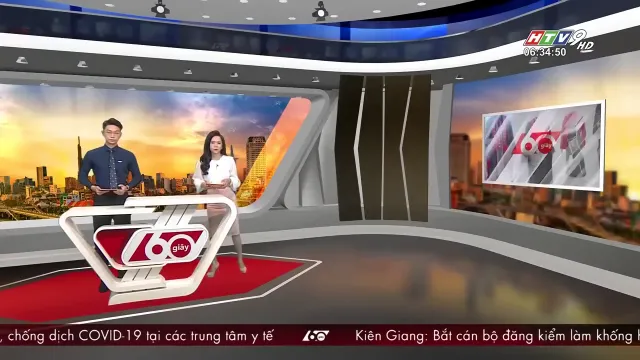 HTV9 HD
06:34:50
60 giây
60 giây
, chống dịch COVID-19 tại các trung tâm y tế 60 Kiên Giang: Bắt cán bộ đăng kiểm làm khống h